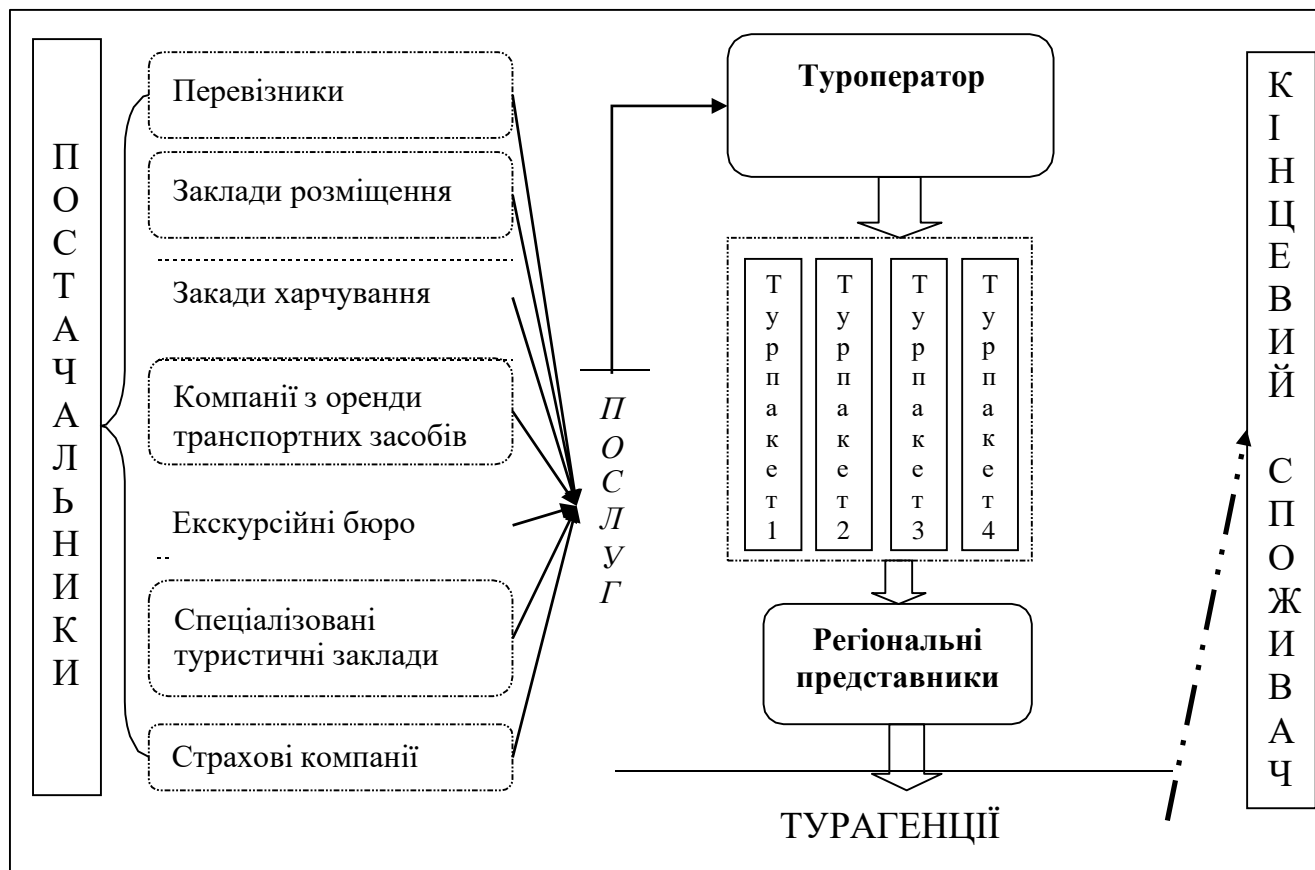 ПОСТАЧАЛЬНИКИ
Перевізники
Заклади розміщення
Закади харчування
Компанії з оренди
транспортних засобів
Екскурсійні бюро
Спеціалізовані
туристичні заклади
Страхові компанії
ПОСЛУГ
Туроператор
Турпакет1
Турпакет2
Турпакет3
Турпакет4
Регіональні
представники
ТУРАГЕНЦІЇ
КІНЦЕВИЙ СПОЖИВАЧ